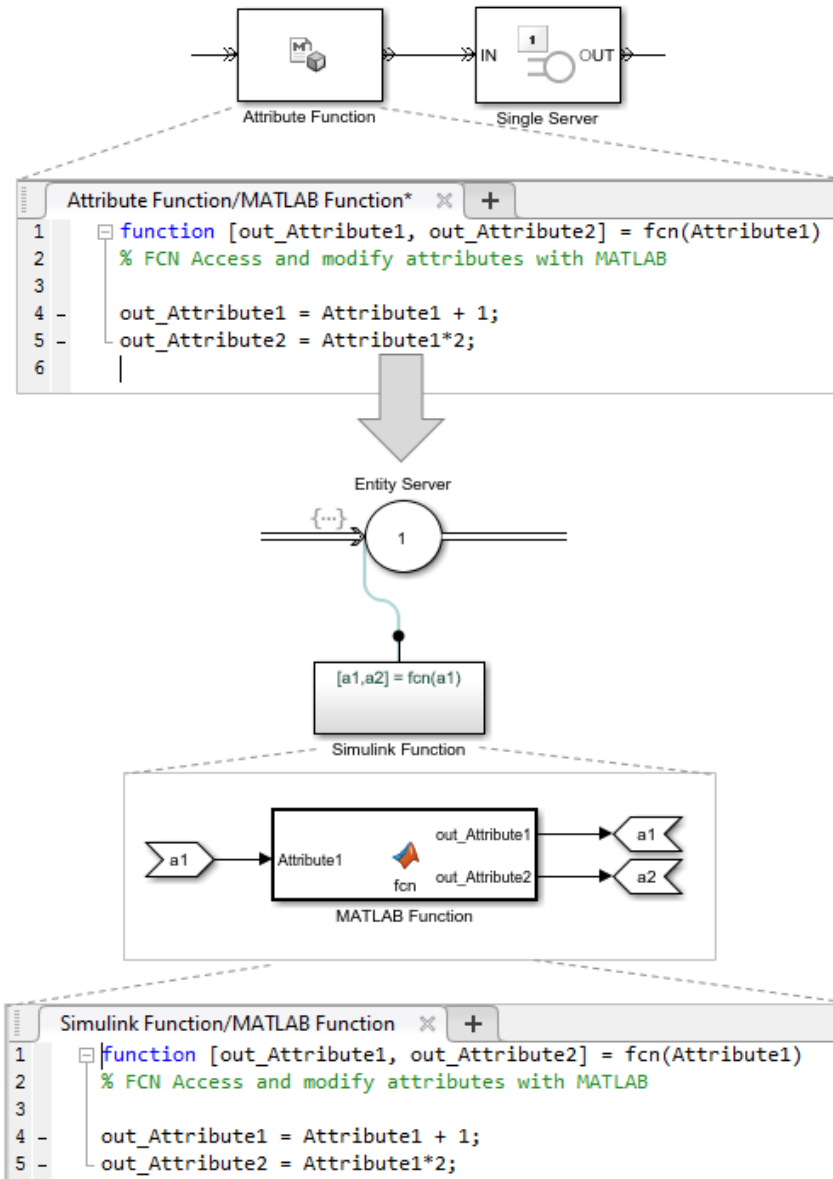 1
IN
OUT
Attribute Function
Single Server
Attribute Function/MATLAB Function*
1 function [out_Attribute1, out_Attribute2] = fcn(Attribute1)
2 % FCN Access and modify attributes with MATLAB
3
4 - out_Attribute1 = Attribute1 + 1;
5 - out_Attribute2 = Attribute1*2;
6
Entity Server
{...}
1
[a1,a2] = fcn(a1)
Simulink Function
a1
Attribute1
fcn
out_Attribute1
out_Attribute2
a1
a2
MATLAB Function
Simulink Function/MATLAB Function
1 function [out_Attribute1, out_Attribute2] = fcn(Attribute1)
2 % FCN Access and modify attributes with MATLAB
3
4 - out_Attribute1 = Attribute1 + 1;
5 - out_Attribute2 = Attribute1*2;